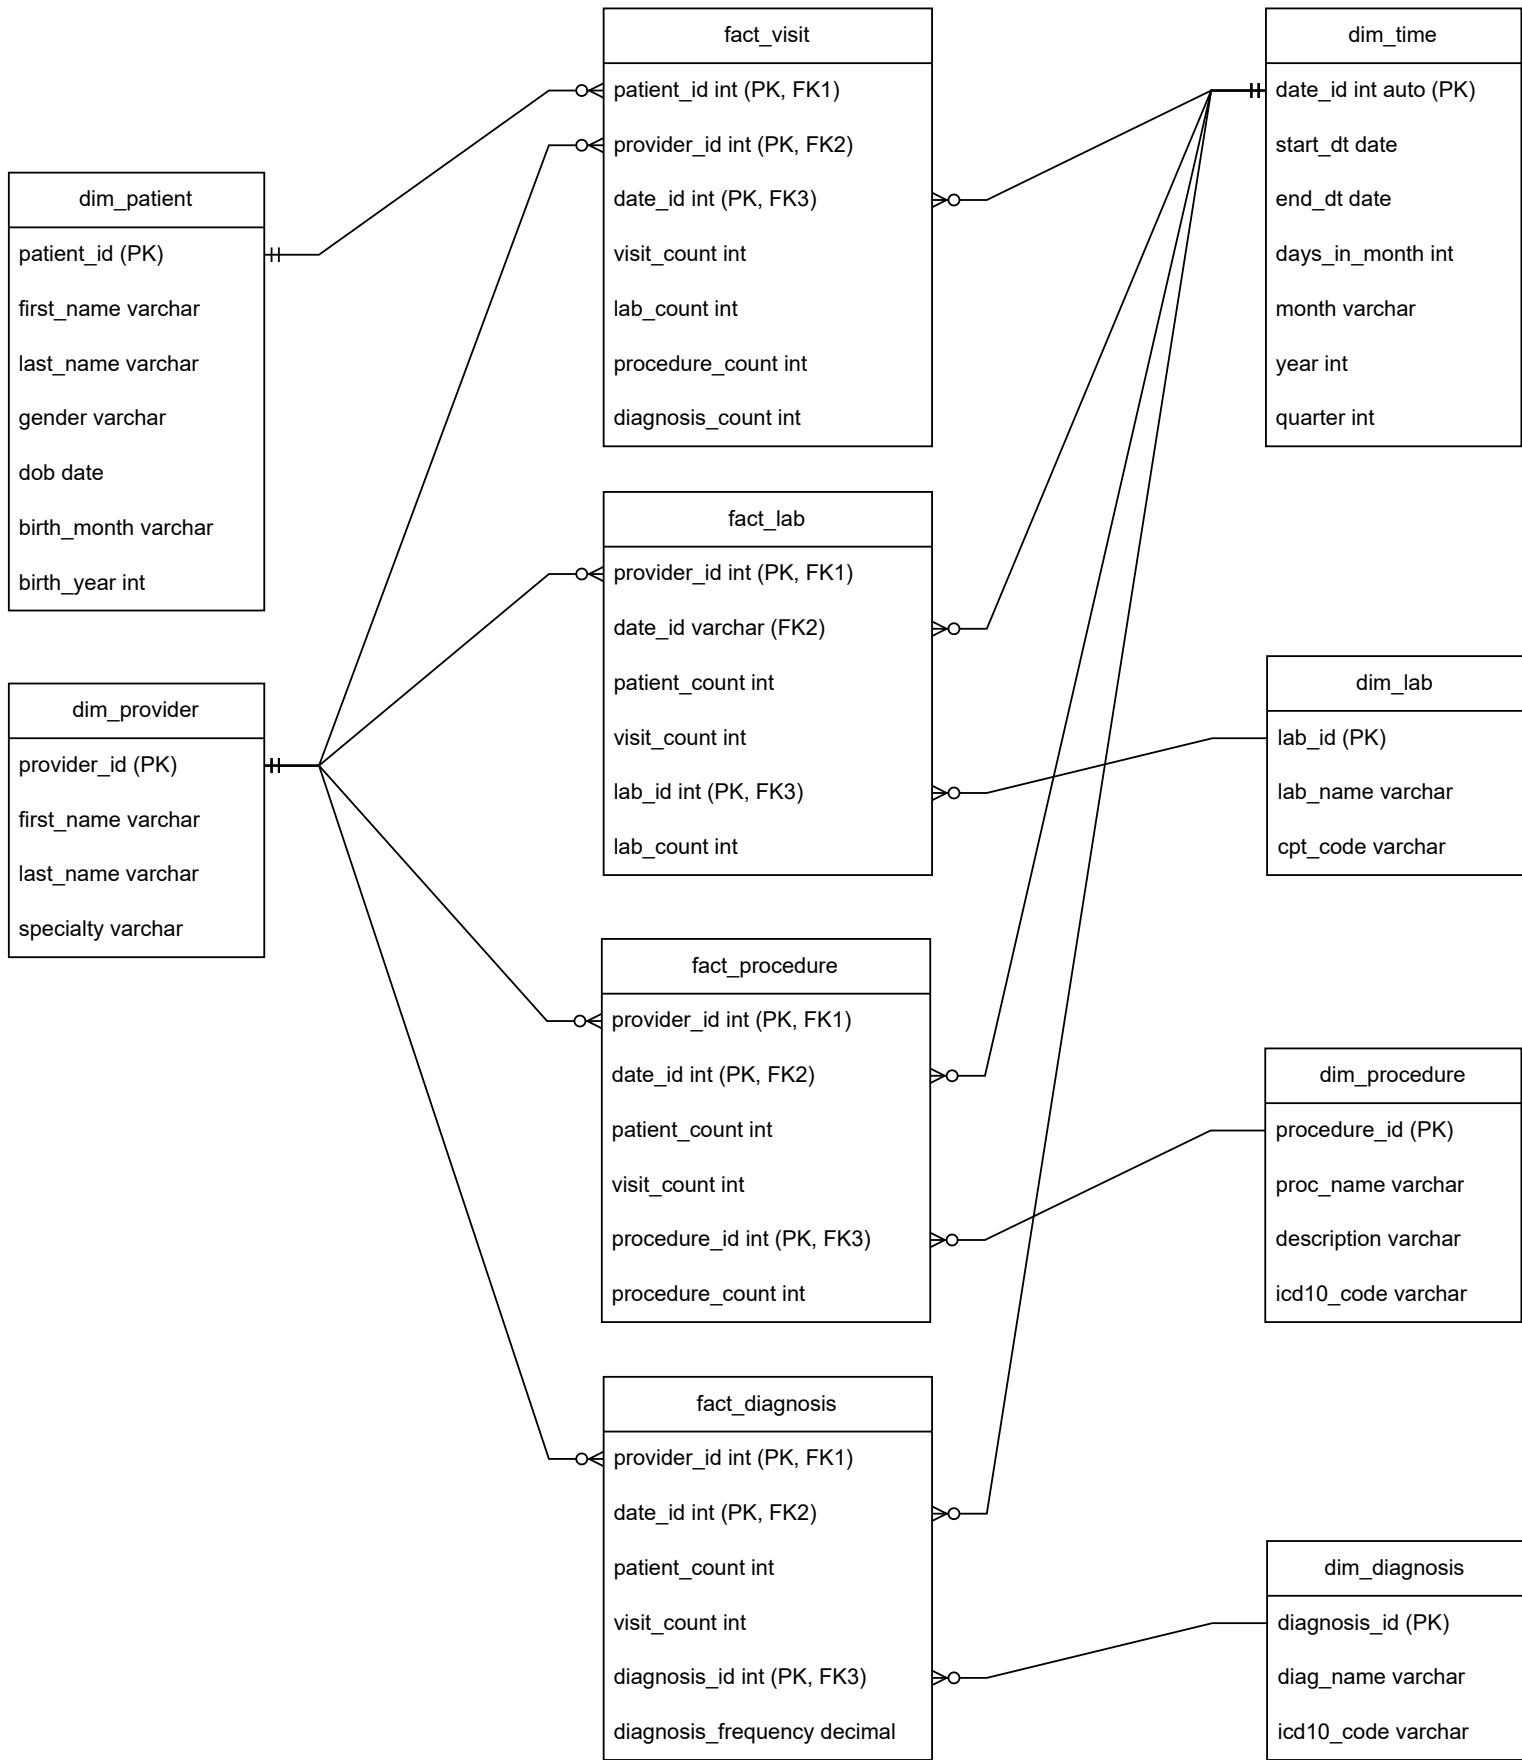 fact_visit
patient_id int (PK, FK1)
provider_id int (PK, FK2)
date_id int (PK, FK3)
visit_count int
lab_count int
procedure_count int
diagnosis_count int
dim_time
date_id int auto (PK)
start_dt date
end_dt date
days_in_month int
month varchar
year int
quarter int
dim_patient
patient_id (PK)
first_name varchar
last_name varchar
gender varchar
dob date
birth_month varchar
birth_year int
fact_lab
provider_id int (PK, FK1)
date_id varchar (FK2)
patient_count int
visit_count int
lab_id int (PK, FK3)
lab_count int
dim_lab
lab_id (PK)
lab_name varchar
cpt_code varchar
dim_provider
provider_id (PK)
first_name varchar
last_name varchar
specialty varchar
fact_procedure
provider_id int (PK, FK1)
date_id int (PK, FK2)
patient_count int
visit_count int
procedure_id int (PK, FK3)
procedure_count int
dim_procedure
procedure_id (PK)
proc_name varchar
description varchar
icd10_code varchar
fact_diagnosis
provider_id int (PK, FK1)
date_id int (PK, FK2)
patient_count int
visit_count int
diagnosis_id int (PK, FK3)
diagnosis_frequency decimal
dim_diagnosis
diagnosis_id (PK)
diag_name varchar
icd10_code varchar